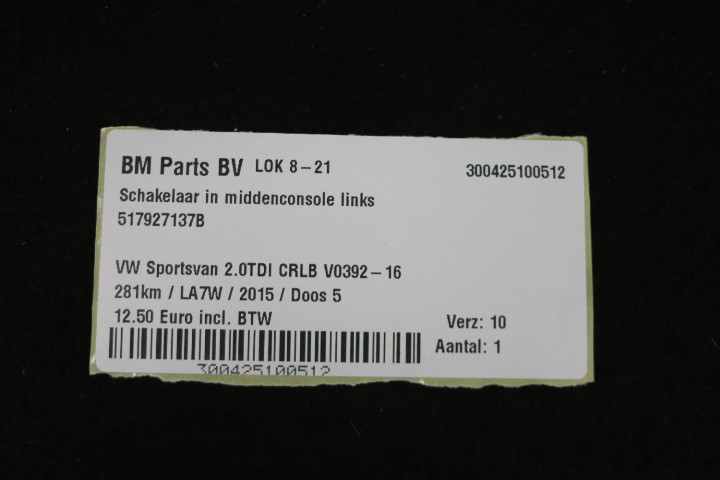 BM Parts BV LOK 8-21 300425100512
Schakelaar in middenconsole links
517927137B
VW Sportsvan 2.0TDI CRLB V0392-16
281km / LA7W / 2015 / Doos 5
12.50 Euro incl. BTW Verz: 10
Aantal: 1
300425100512